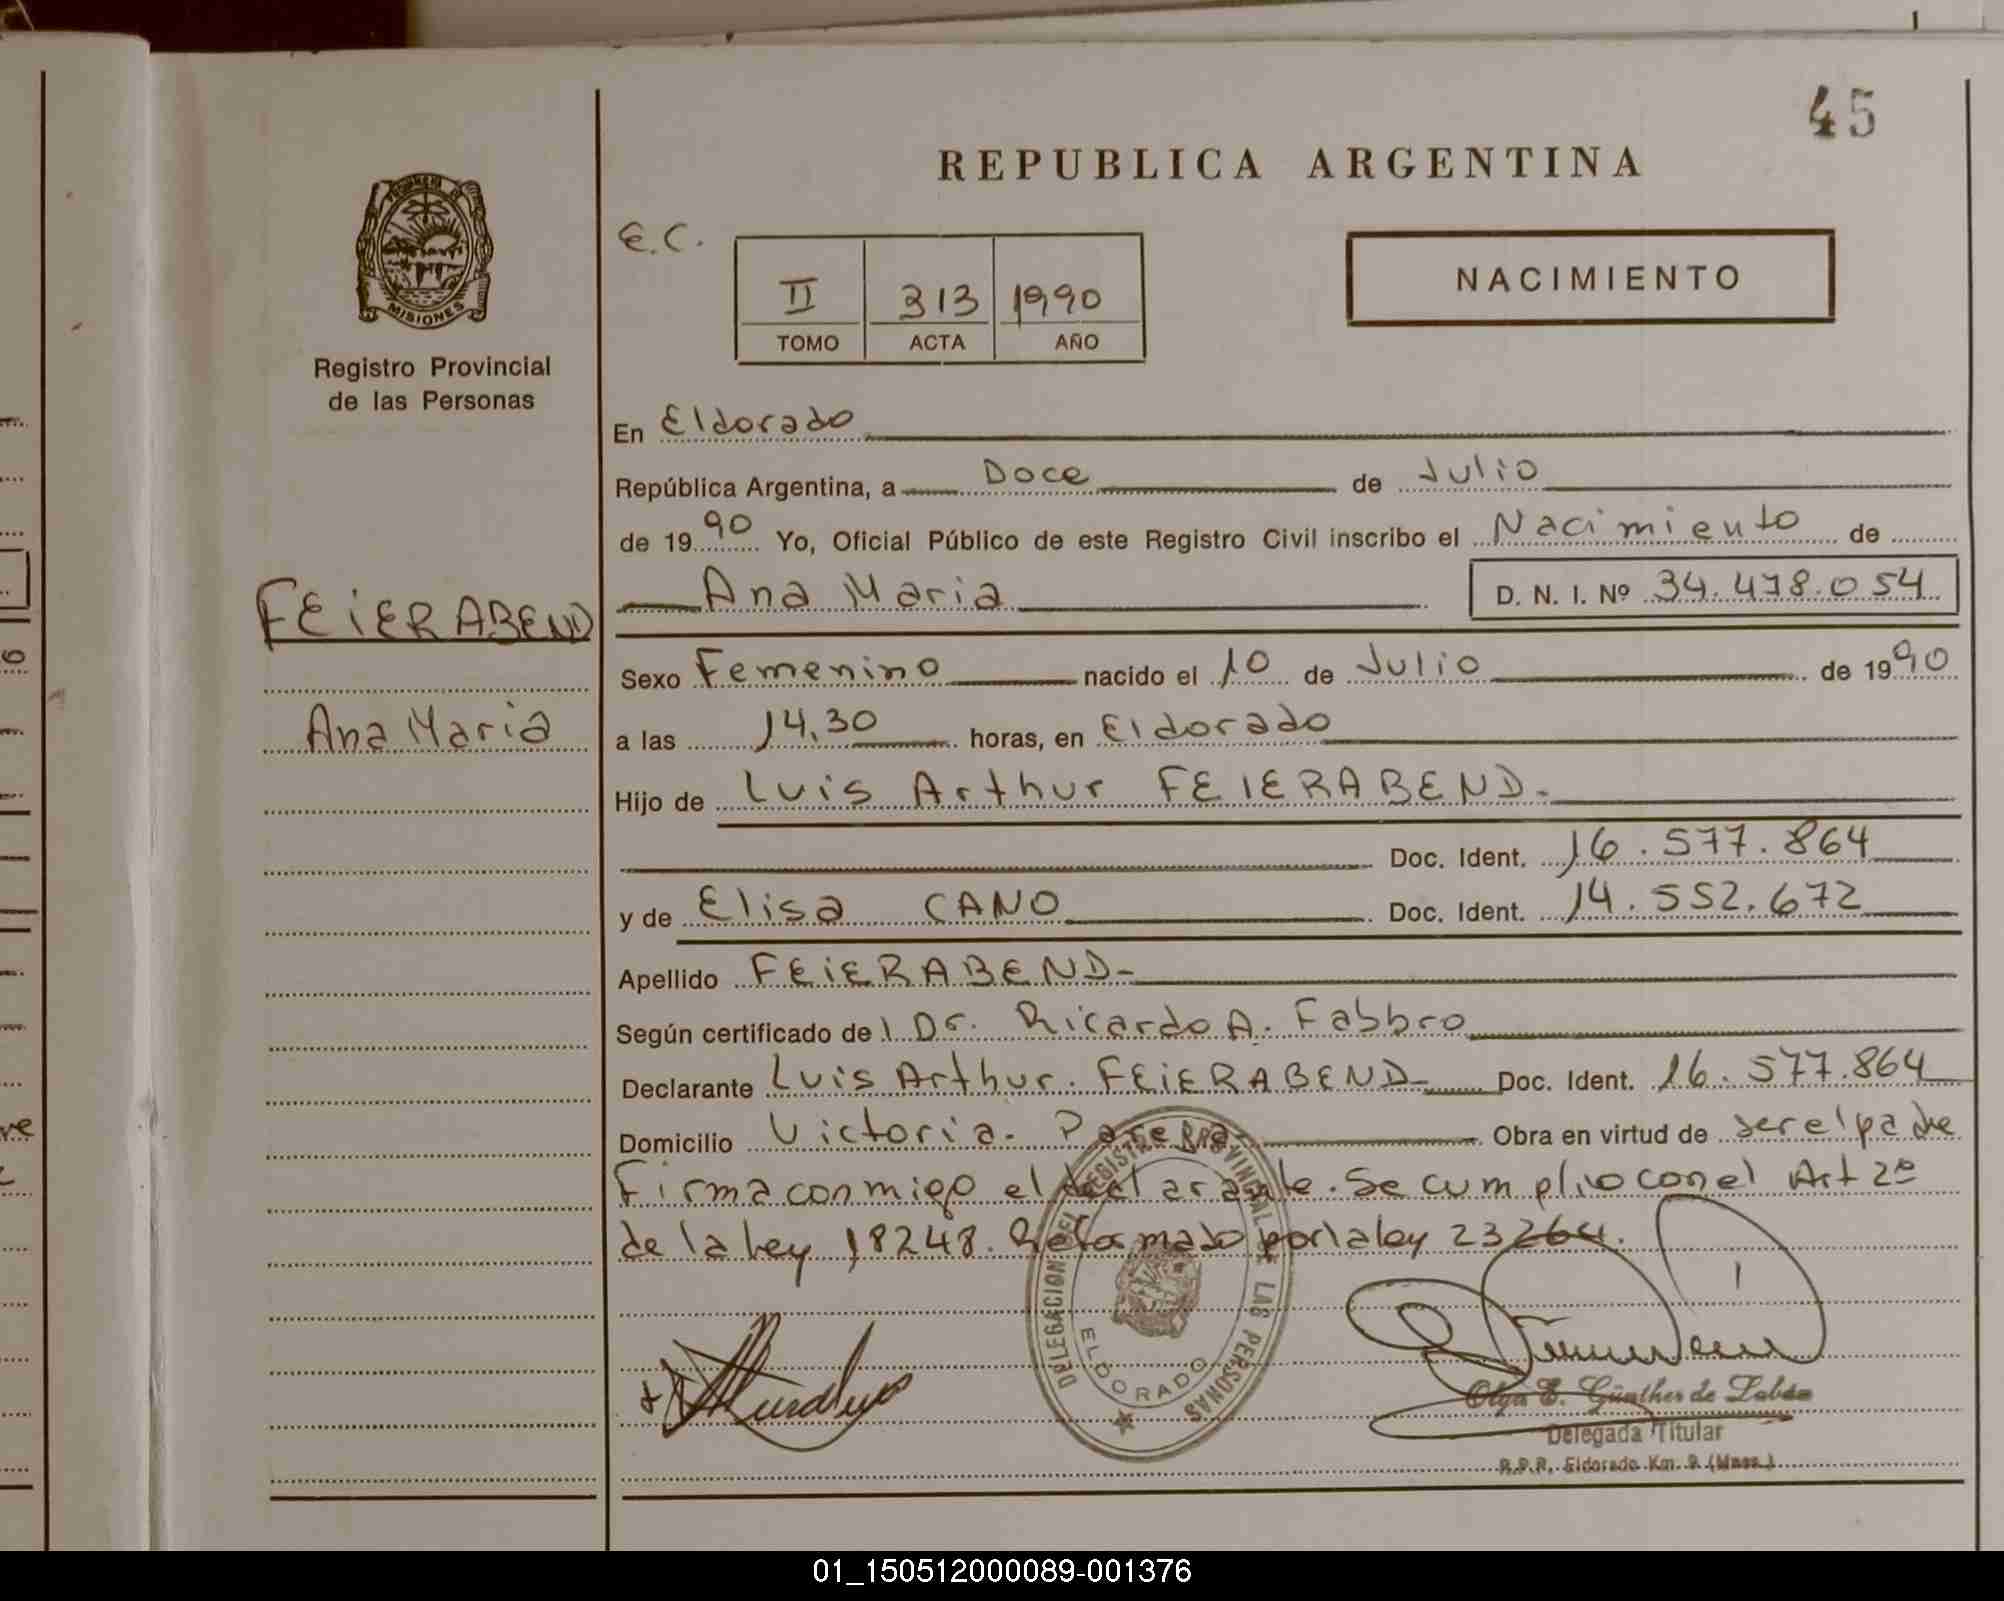 45
REPUBLICA ARGENTINA
PROVINCIA DE
MISIONES
Registro Provincial
de las Personas
E.C.
II 313 1990
TOMO ACTA AÑO
NACIMIENTO
En Eldorado
República Argentina, a Doce de Julio
de 1990 Yo, Oficial Público de este Registro Civil inscribo el Nacimiento de
Ana Maria D. N. I. Nº 34.478.054
FEIERABEND
Ana Maria
Sexo Femenino nacido el 10 de Julio de 1990
a las 14,30 horas, en Eldorado
Hijo de Luis Arthur FEIERABEND.
Doc. Ident. 16.577.864
y de Elisa CANO Doc. Ident. 14.552.672
Apellido FEIERABEND
Según certificado de l Dr. Ricardo A. Fabbro
Declarante Luis Arthur. FEIERABEND Doc. Ident. 16.577.864
Domicilio Victoria. Obra en virtud de ser el padre
Firma conmigo el declarante. Se cumplio con el Art 2º
de la Ley 18248. Reformado por la ley 23264.
DELEGACION DEL REGISTRO PROVINCIAL DE LAS PERSONAS
ELDORADO
Olga E. Günther de
Delegada Titular
R.P.P. Eldorado Km. 9 (Mnes.)
01_150512000089-001376